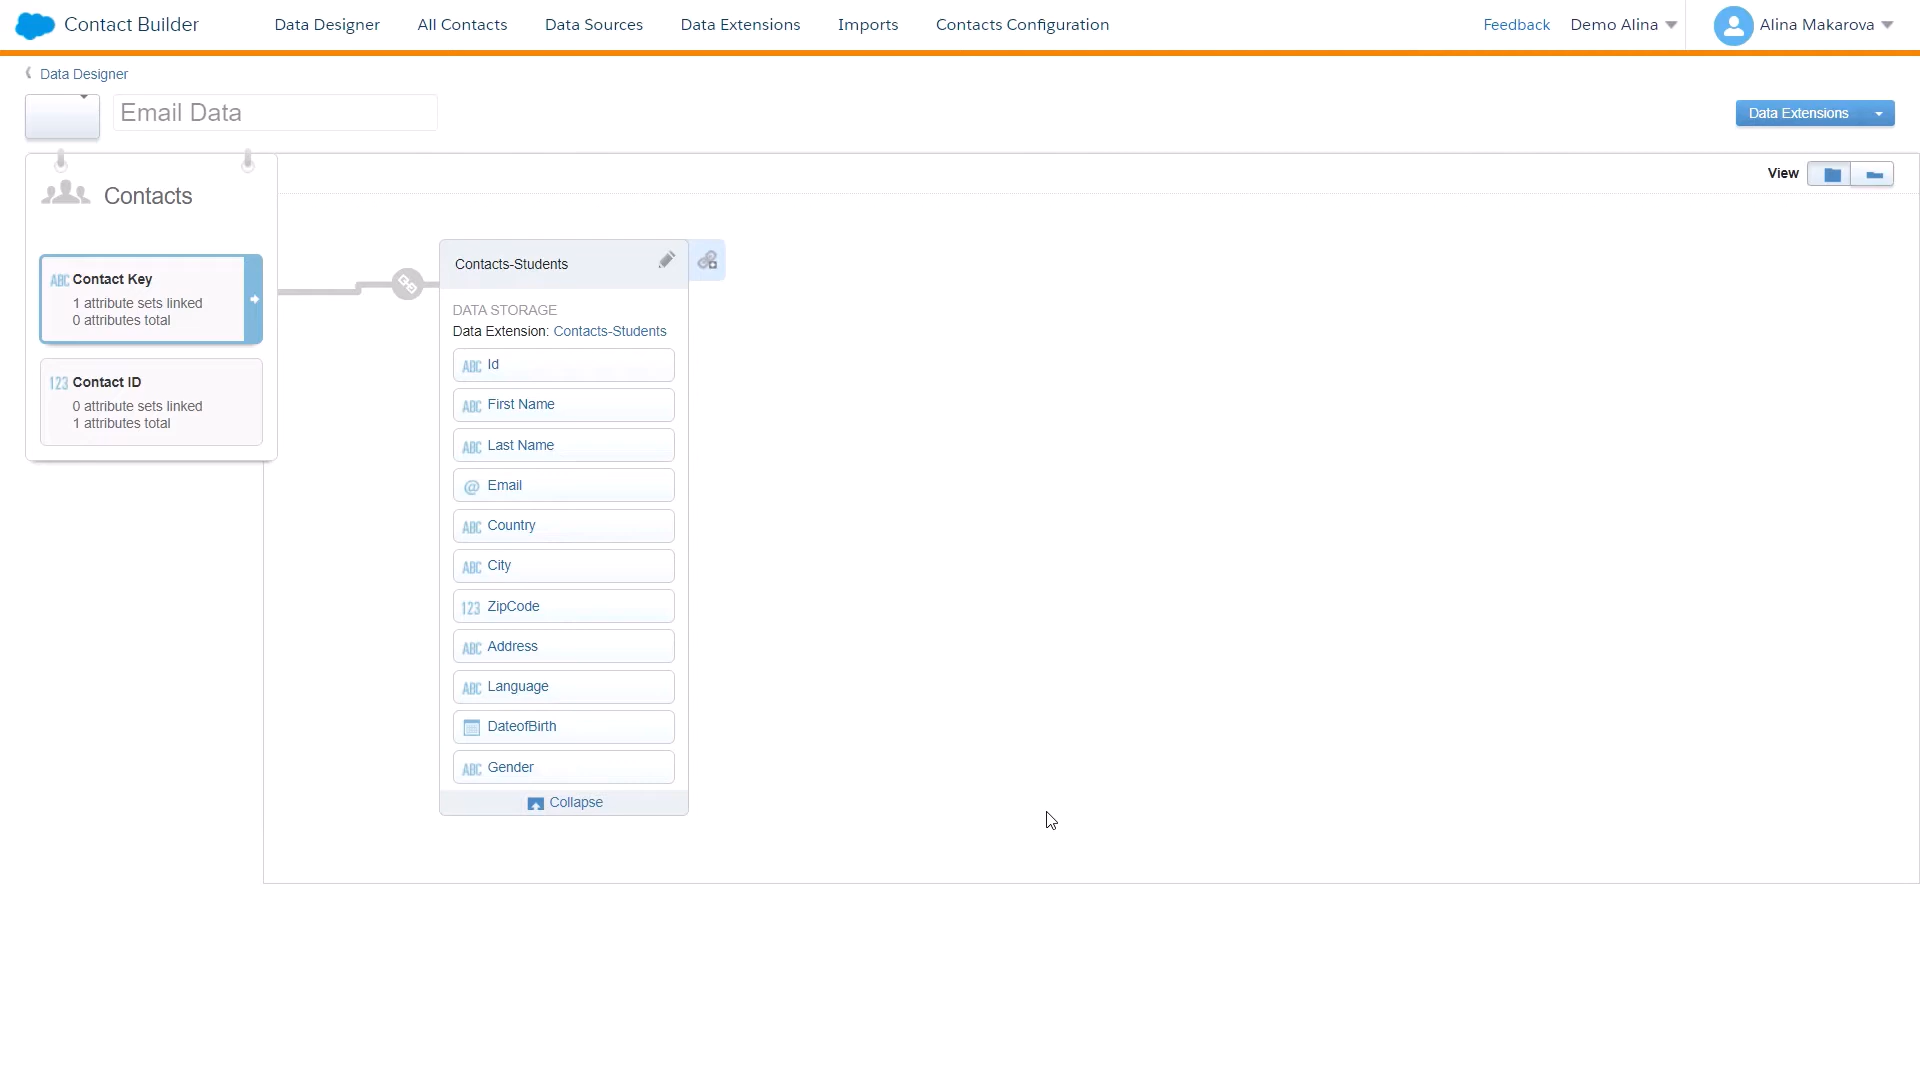 Contact Builder
Data Designer
All Contacts
Data Sources
Data Extensions
Imports
Contacts Configuration
Feedback
Demo Alina
Alina Makarova
Data Designer
Email Data
Data Extensions
View
Contacts
ABC Contact Key
1 attribute sets linked
0 attributes total
123 Contact ID
0 attribute sets linked
1 attributes total
Contacts-Students
DATA STORAGE
Data Extension: Contacts-Students
ABC Id
ABC First Name
ABC Last Name
@ Email
ABC Country
ABC City
123 ZipCode
ABC Address
ABC Language
DateofBirth
ABC Gender
Collapse